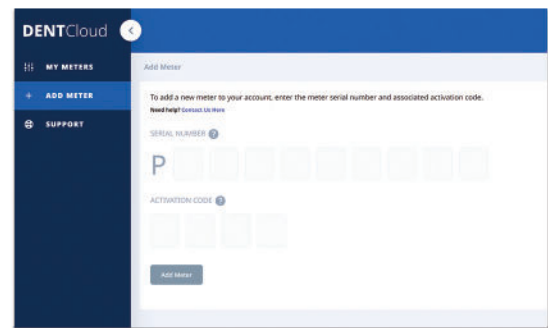 DENTCloud
MY METERS
ADD METER
SUPPORT
Add Meter
To add a new meter to your account, enter the meter serial number and associated activation code.
Need help? Contact Us Here
SERIAL NUMBER ?
P
ACTIVATION CODE ?
Add Meter